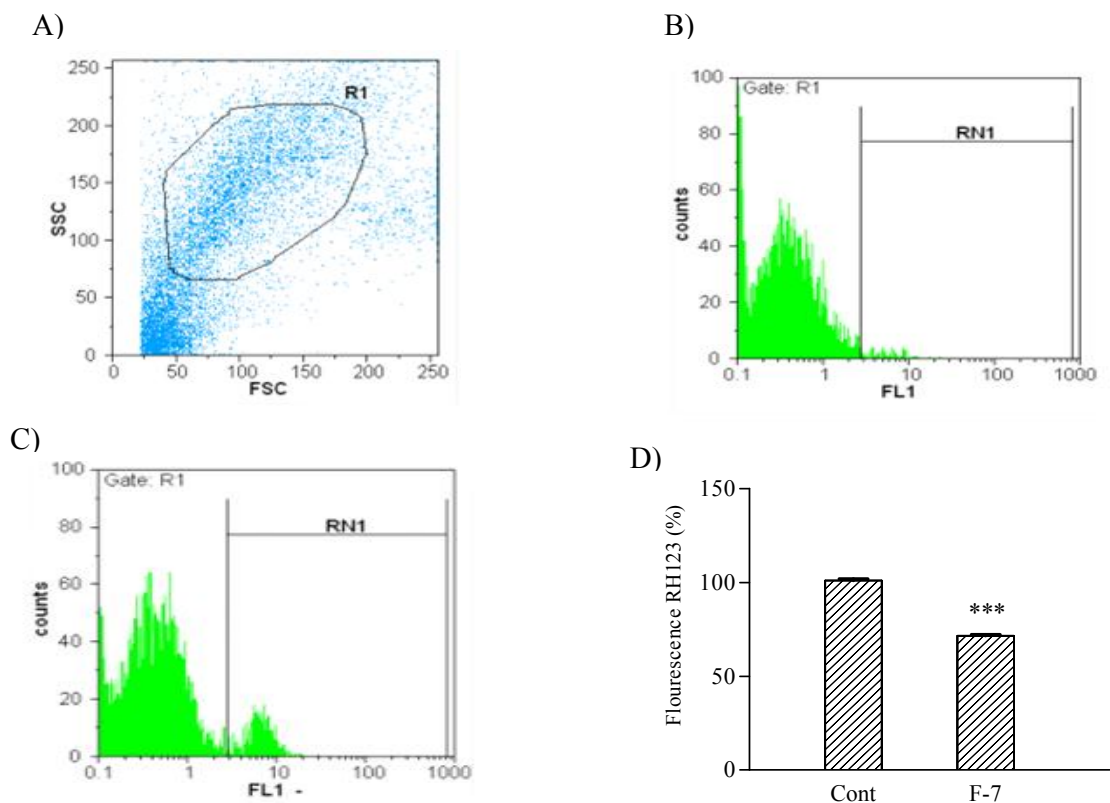 A)
250
200
150
100
50
0
SSC
R1
0 50 100 150 200 250
FSC
B)
100
80
60
40
20
0
counts
Gate: R1
RN1
0.1 1 10 100 1000
FL1
C)
100
80
60
40
20
0
counts
Gate: R1
RN1
0.1 1 10 100 1000
FL1 -
D)
150
100
50
0
Flourescence RH123 (%)
***
Cont F-7